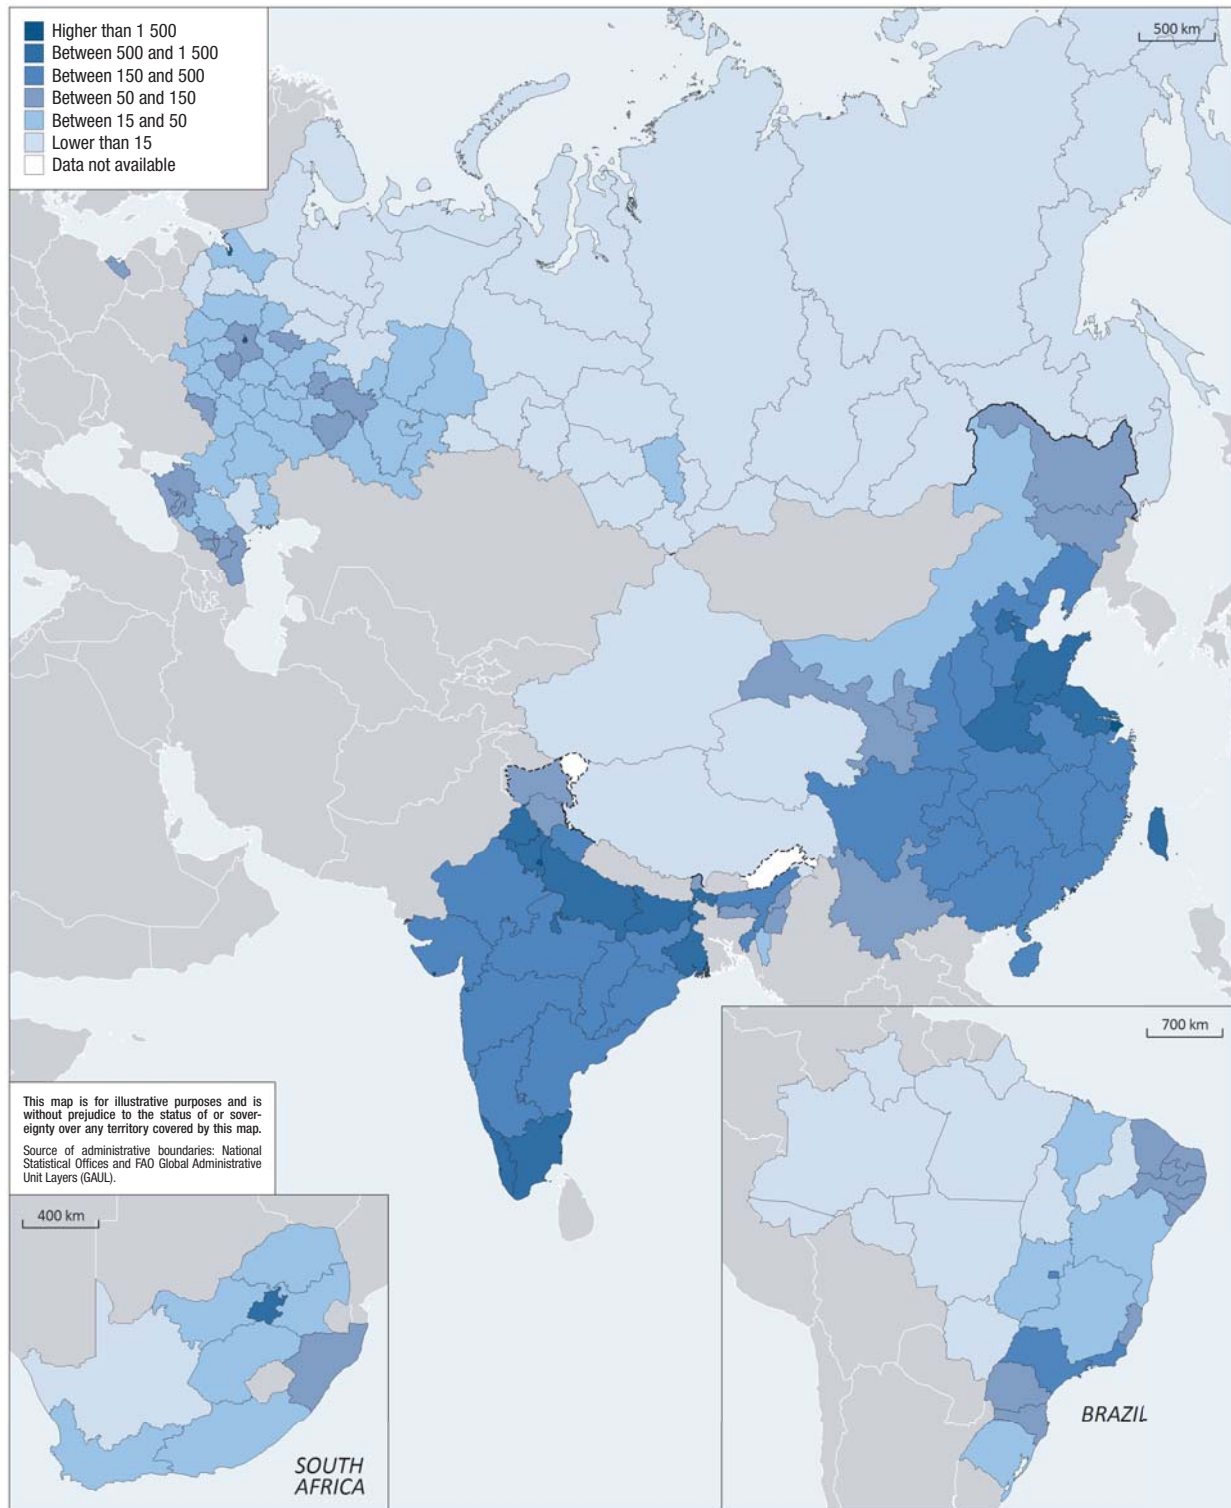 Higher than 1 500
Between 500 and 1 500
Between 150 and 500
Between 50 and 150
Between 15 and 50
Lower than 15
Data not available
500 km
700 km
This map is for illustrative purposes and is
without prejudice to the status of or sover-
eignty over any territory covered by this map.
Source of administrative boundaries: National
Statistical Offices and FAO Global Administrative
Unit Layers (GAUL).
400 km
SOUTH
AFRICA
BRAZIL